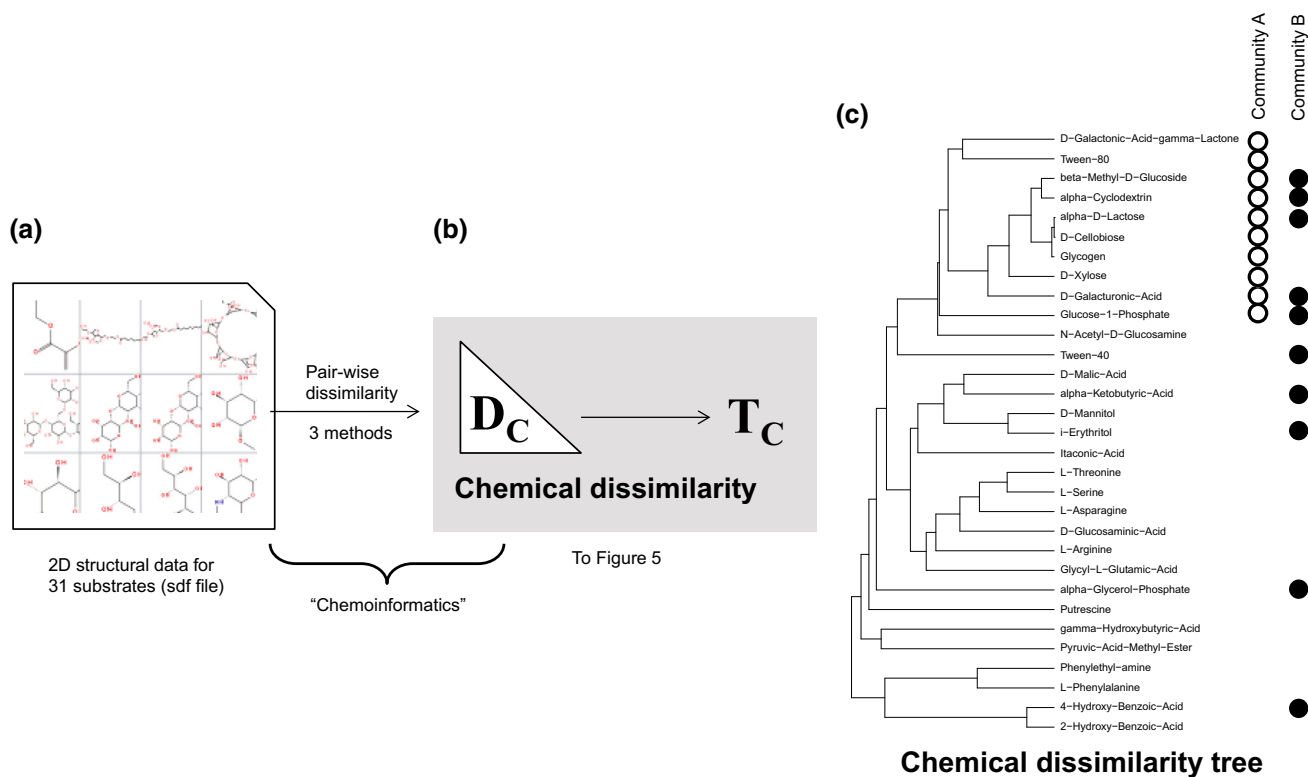 (a)
2D structural data for
31 substrates (sdf file)
Pair-wise
dissimilarity
3 methods
"Chemoinformatics"
(b)
D_C
T_C
Chemical dissimilarity
To Figure 5
(c)
Community A
Community B
D-Galactonic-Acid-gamma-Lactone
Tween-80
beta-Methyl-D-Glucoside
alpha-Cyclodextrin
alpha-D-Lactose
D-Cellobiose
Glycogen
D-Xylose
D-Galacturonic-Acid
Glucose-1-Phosphate
N-Acetyl-D-Glucosamine
Tween-40
D-Malic-Acid
alpha-Ketobutyric-Acid
D-Mannitol
i-Erythritol
Itaconic-Acid
L-Threonine
L-Serine
L-Asparagine
D-Glucosaminic-Acid
L-Arginine
Glycyl-L-Glutamic-Acid
alpha-Glycerol-Phosphate
Putrescine
gamma-Hydroxybutyric-Acid
Pyruvic-Acid-Methyl-Ester
Phenylethyl-amine
L-Phenylalanine
4-Hydroxy-Benzoic-Acid
2-Hydroxy-Benzoic-Acid
Chemical dissimilarity tree